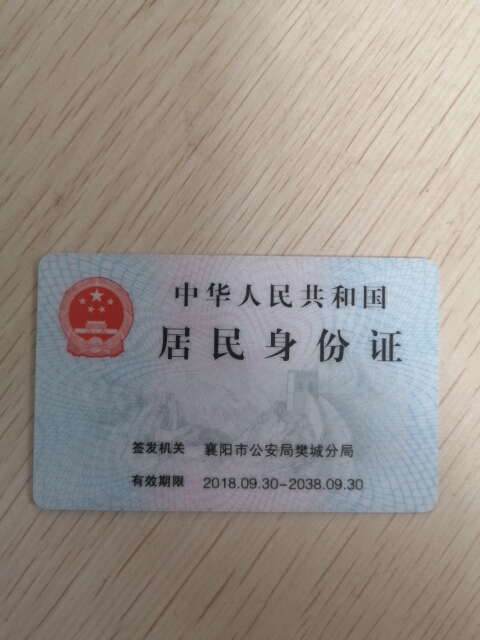 中华人民共和国
居民身份证
签发机关 襄阳市公安局樊城分局
有效期限 2018.09.30-2038.09.30